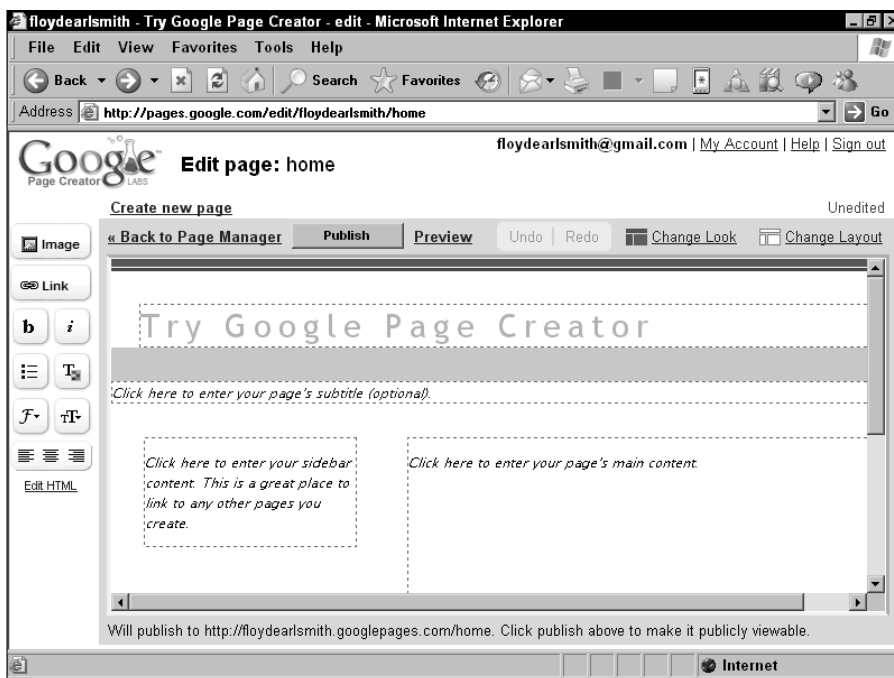 floydearlsmith - Try Google Page Creator - edit - Microsoft Internet Explorer
File Edit View Favorites Tools Help
Back Search Favorites
Address http://pages.google.com/edit/floydearlsmith/home Go
floydearlsmith@gmail.com | My Account | Help | Sign out
Google Edit page: home
Page Creator LABS
Create new page Unedited
« Back to Page Manager Publish Preview Undo | Redo Change Look Change Layout
Image
Link
b i
T
F TT
Edit HTML
Try Google Page Creator
Click here to enter your page's subtitle (optional).
Click here to enter your sidebar
content. This is a great place to
link to any other pages you
create.
Click here to enter your page's main content.
Will publish to http://floydearlsmith.googlepages.com/home. Click publish above to make it publicly viewable.
Internet